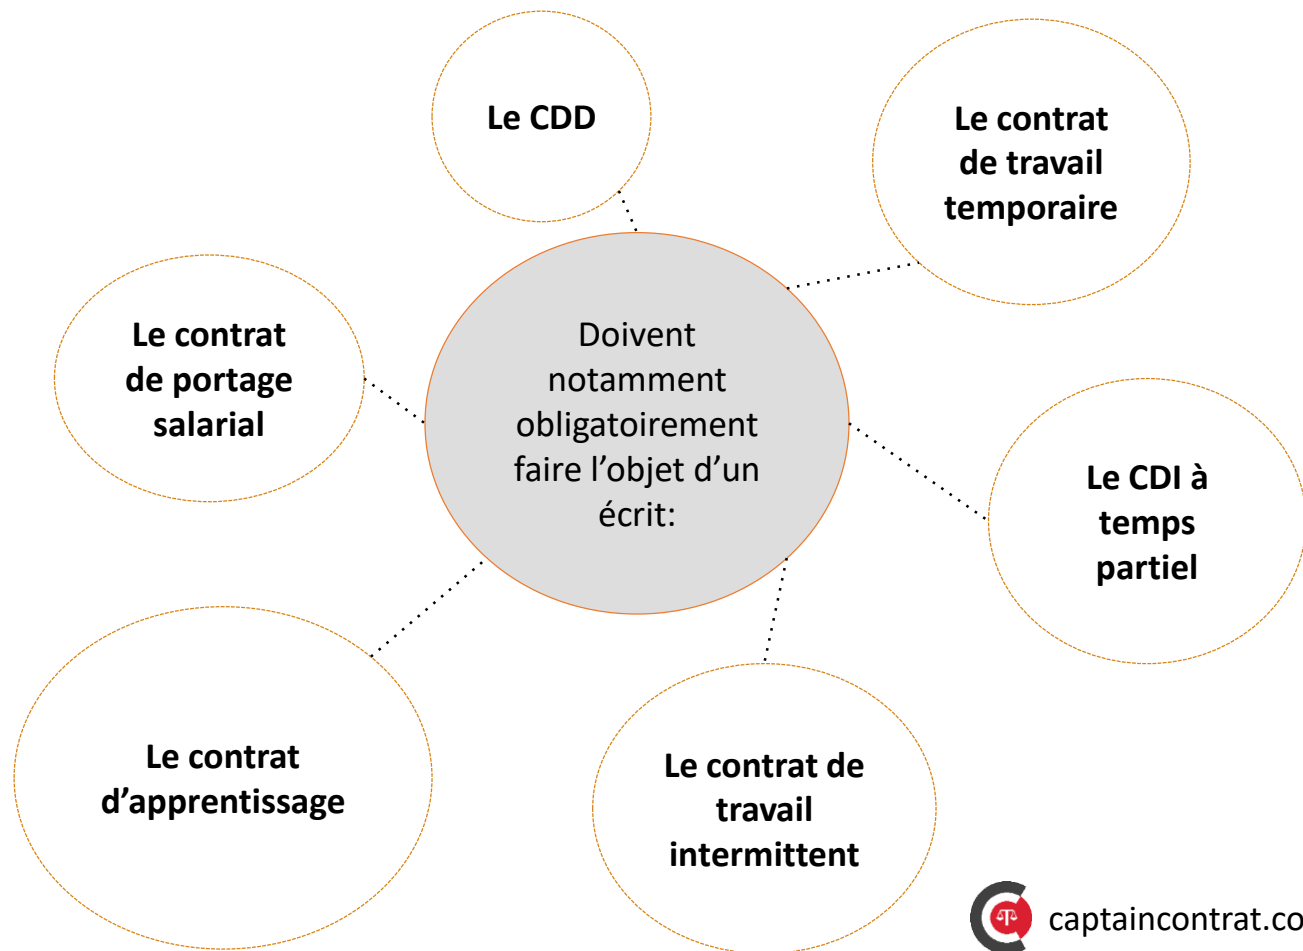 Le CDD
Le contrat
de travail
temporaire
Le contrat
de portage
salarial
Doivent
notamment
obligatoirement
faire l’objet d’un
écrit:
Le CDI à
temps
partiel
Le contrat
d’apprentissage
Le contrat de
travail
intermittent
captaincontrat.co